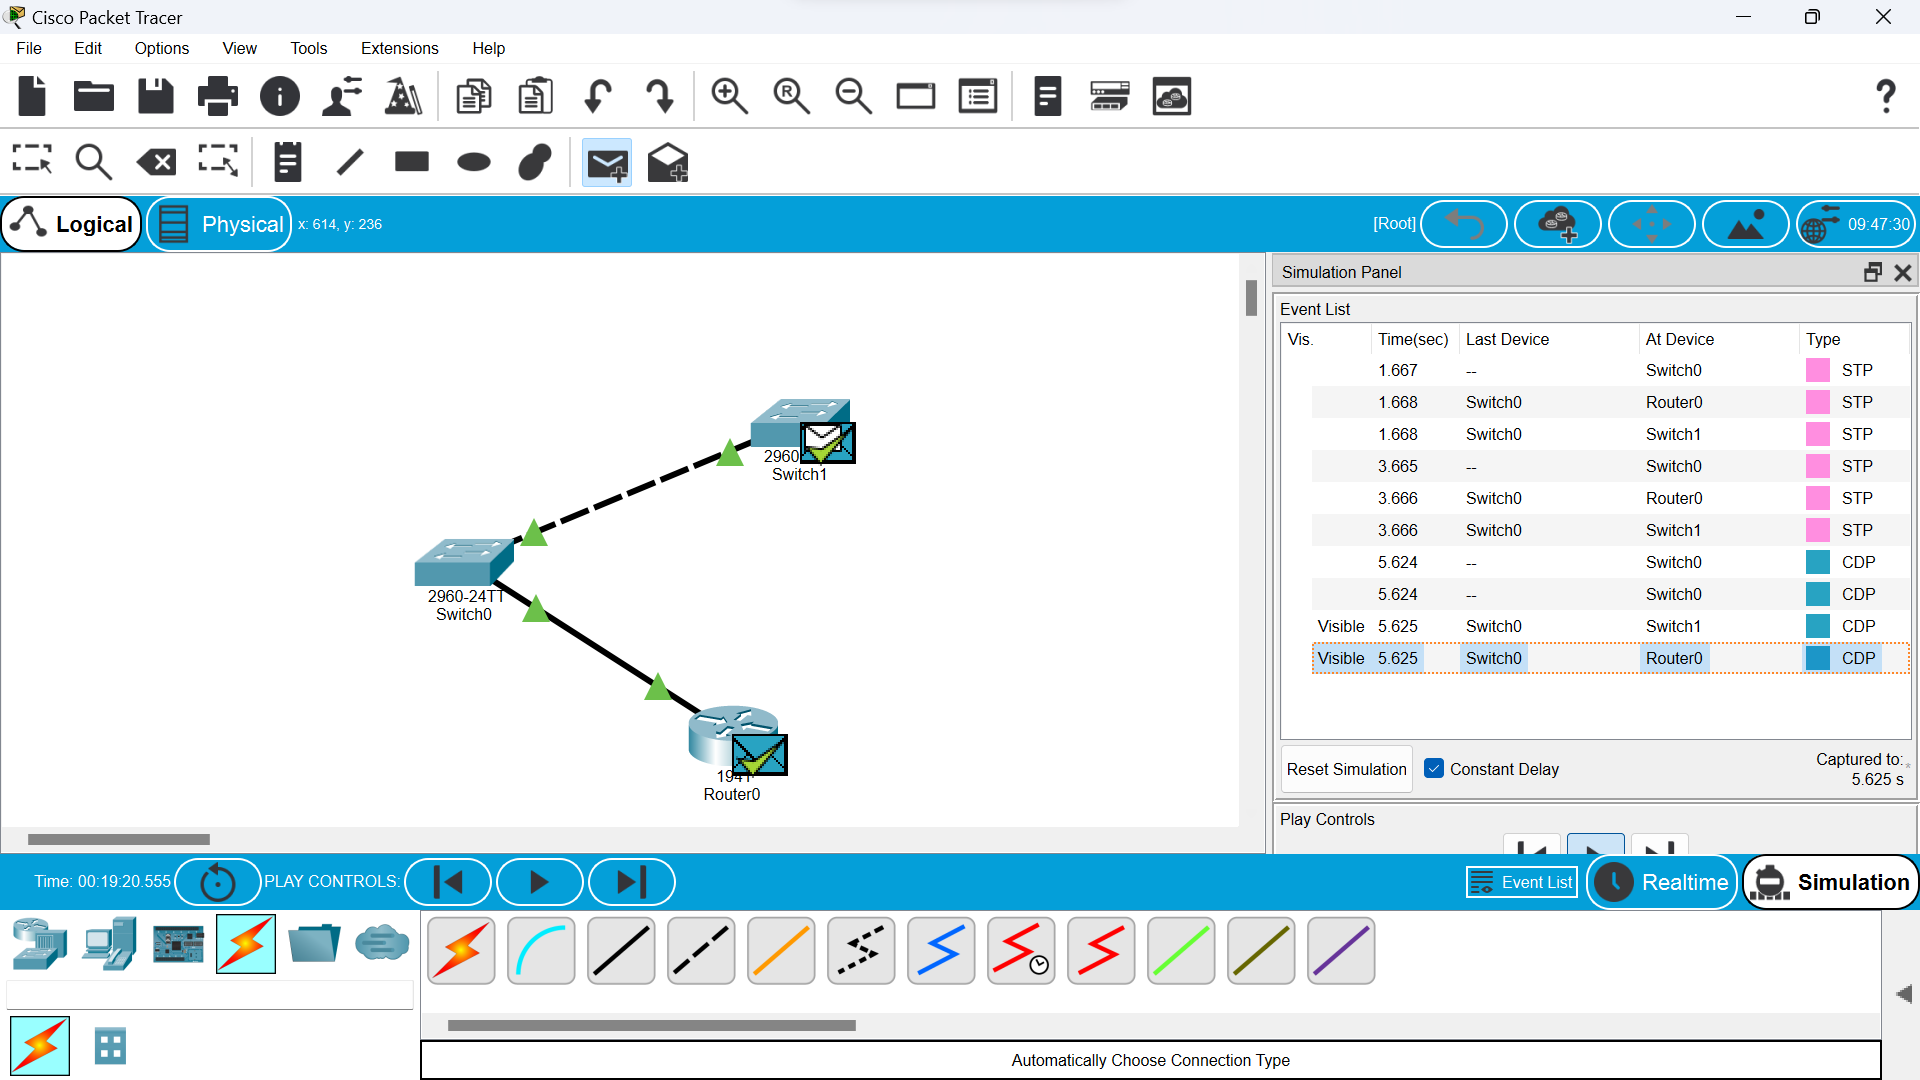 Cisco Packet Tracer
File Edit Options View Tools Extensions Help
Logical Physical x: 614, y: 236 [Root] 09:47:30
Simulation Panel
Event List
Vis. Time(sec) Last Device At Device Type
1.667 -- Switch0 STP
1.668 Switch0 Router0 STP
1.668 Switch0 Switch1 STP
3.665 -- Switch0 STP
3.666 Switch0 Router0 STP
3.666 Switch0 Switch1 STP
5.624 -- Switch0 CDP
5.624 -- Switch0 CDP
Visible 5.625 Switch0 Switch1 CDP
Visible 5.625 Switch0 Router0 CDP
2960
Switch1
2960-24TT
Switch0
Router0
Reset Simulation Constant Delay Captured to: *
5.625 s
Play Controls
Time: 00:19:20.555 PLAY CONTROLS: Event List Realtime Simulation
Automatically Choose Connection Type